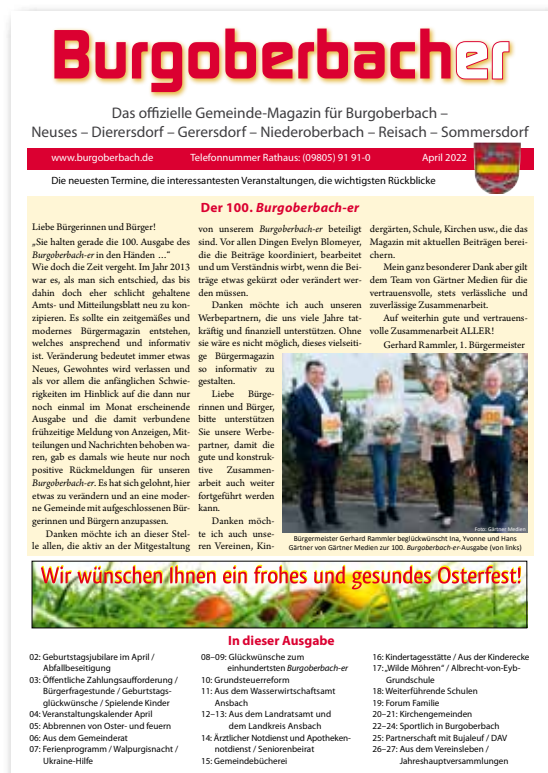 Burgoberbacher
Das offizielle Gemeinde-Magazin für Burgoberbach –
Neuses – Dierersdorf – Gerersdorf – Niederoberbach – Reisach – Sommersdorf
www.burgoberbach.de Telefonnummer Rathaus: (09805) 91 91-0 April 2022
Die neuesten Termine, die interessantesten Veranstaltungen, die wichtigsten Rückblicke
Der 100. Burgoberbach-er
Liebe Bürgerinnen und Bürger!
„Sie halten gerade die 100. Ausgabe des
Burgoberbach-er in den Händen …“
Wie doch die Zeit vergeht. Im Jahr 2013
war es, als man sich entschied, das bis
dahin doch eher schlicht gehaltene
Amts- und Mitteilungsblatt neu zu kon-
zipieren. Es sollte ein zeitgemäßes und
modernes Bürgermagazin entstehen,
welches ansprechend und informativ
ist. Veränderung bedeutet immer etwas
Neues, Gewohntes wird verlassen und
als vor allem die anfänglichen Schwie-
rigkeiten im Hinblick auf die dann nur
noch einmal im Monat erscheinende
Ausgabe und die damit verbundene
frühzeitige Meldung von Anzeigen, Mit-
teilungen und Nachrichten behoben wa-
ren, gab es damals wie heute nur noch
positive Rückmeldungen für unseren
Burgoberbach-er. Es hat sich gelohnt, hier
etwas zu verändern und an eine moder-
ne Gemeinde mit aufgeschlossenen Bür-
gerinnen und Bürgern anzupassen.
Danken möchte ich an dieser Stel-
le allen, die aktiv an der Mitgestaltung
von unserem Burgoberbach-er beteiligt
sind. Vor allen Dingen Evelyn Blomeyer,
die die Beiträge koordiniert, bearbeitet
und um Verständnis wirbt, wenn die Bei-
träge etwas gekürzt oder verändert wer-
den müssen.
Danken möchte ich auch unseren
Werbepartnern, die uns viele Jahre tat-
kräftig und finanziell unterstützen. Ohne
sie wäre es nicht möglich, dieses vielseiti-
ge Bürgermagazin
so informativ zu
gestalten.
Liebe Bürge-
rinnen und Bürger,
bitte unterstützen
Sie unsere Werbe-
partner, damit die
gute und konstruk-
tive Zusammen-
arbeit auch weiter
fortgeführt werden
kann.
Danken möch-
te ich auch unse-
ren Vereinen, Kin-
dergärten, Schule, Kirchen usw., die das
Magazin mit aktuellen Beiträgen berei-
chern.
Mein ganz besonderer Dank aber gilt
dem Team von Gärtner Medien für die
vertrauensvolle, stets verlässliche und
zuverlässige Zusammenarbeit.
Auf weiterhin gute und vertrauens-
volle Zusammenarbeit ALLER!
Gerhard Rammler, 1. Bürgermeister
Foto: Gärtner Medien
Bürgermeister Gerhard Rammler beglückwünscht Ina, Yvonne und Hans
Gärtner von Gärtner Medien zur 100. Burgoberbach-er-Ausgabe (von links)
Wir wünschen Ihnen ein frohes und gesundes Osterfest!
In dieser Ausgabe
02: Geburtstagsjubilare im April /
Abfallbeseitigung
03: Öffentliche Zahlungsaufforderung /
Bürgerfragestunde / Geburtstags-
glückwünsche / Spielende Kinder
04: Veranstaltungskalender April
05: Abbrennen von Oster- und feuern
06: Aus dem Gemeinderat
07: Ferienprogramm / Walpurgisnacht /
Ukraine-Hilfe
08–09: Glückwünsche zum
einhundertsten Burgoberbach-er
10: Grundsteuerreform
11: Aus dem Wasserwirtschaftsamt
Ansbach
12–13: Aus dem Landratsamt und
dem Landkreis Ansbach
14: Ärztlicher Notdienst und Apotheken-
notdienst / Seniorenbeirat
15: Gemeindebücherei
16: Kindertagesstätte / Aus der Kinderecke
17: „Wilde Möhren“ / Albrecht-von-Eyb-
Grundschule
18: Weiterführende Schulen
19: Forum Familie
20–21: Kirchengemeinden
22–24: Sportlich in Burgoberbach
25: Partnerschaft mit Bujaleuf / DAV
26–27: Aus dem Vereinsleben /
Jahreshauptversammlungen